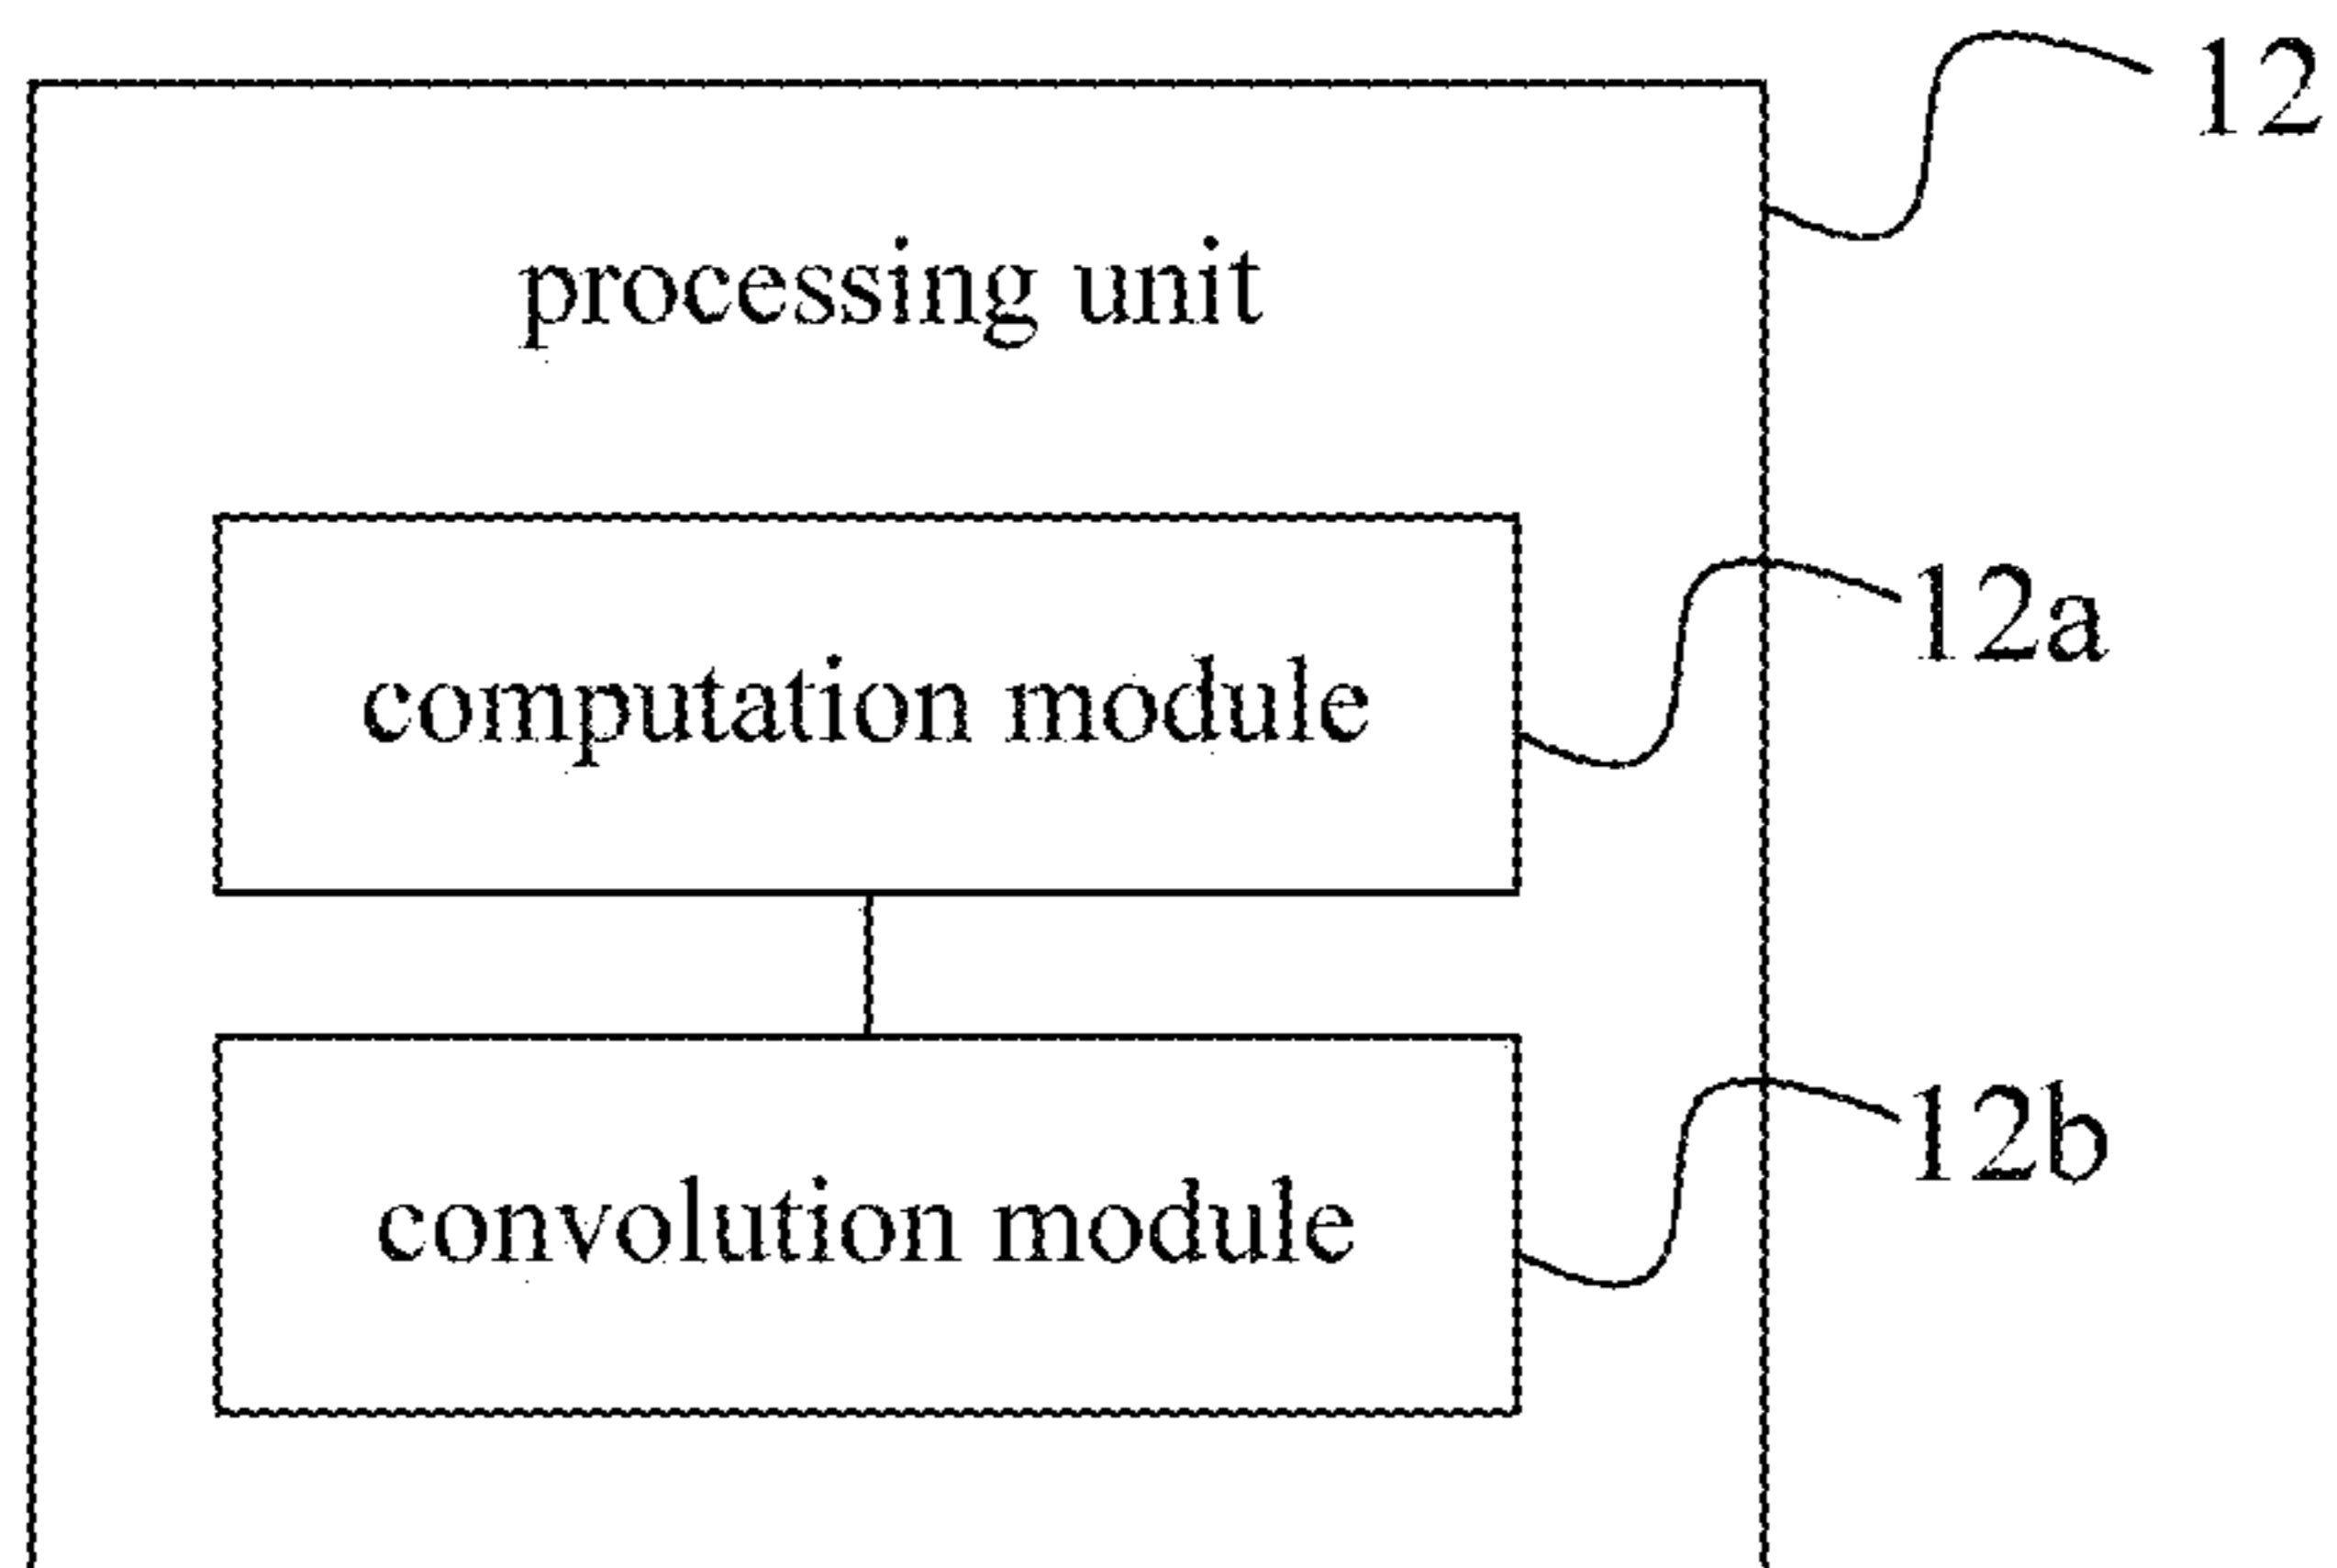 12
processing unit
12a
computation module
12b
convolution module